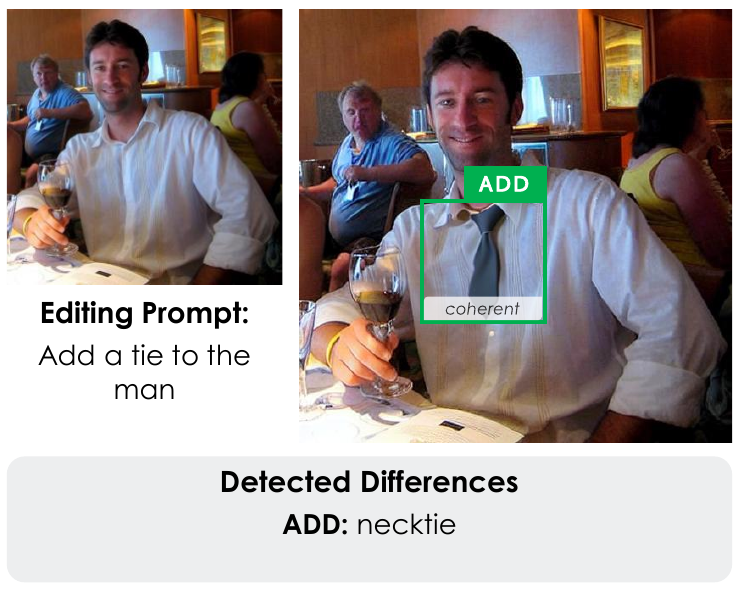 Editing Prompt:
Add a tie to the
man
ADD
coherent
Detected Differences
ADD: necktie